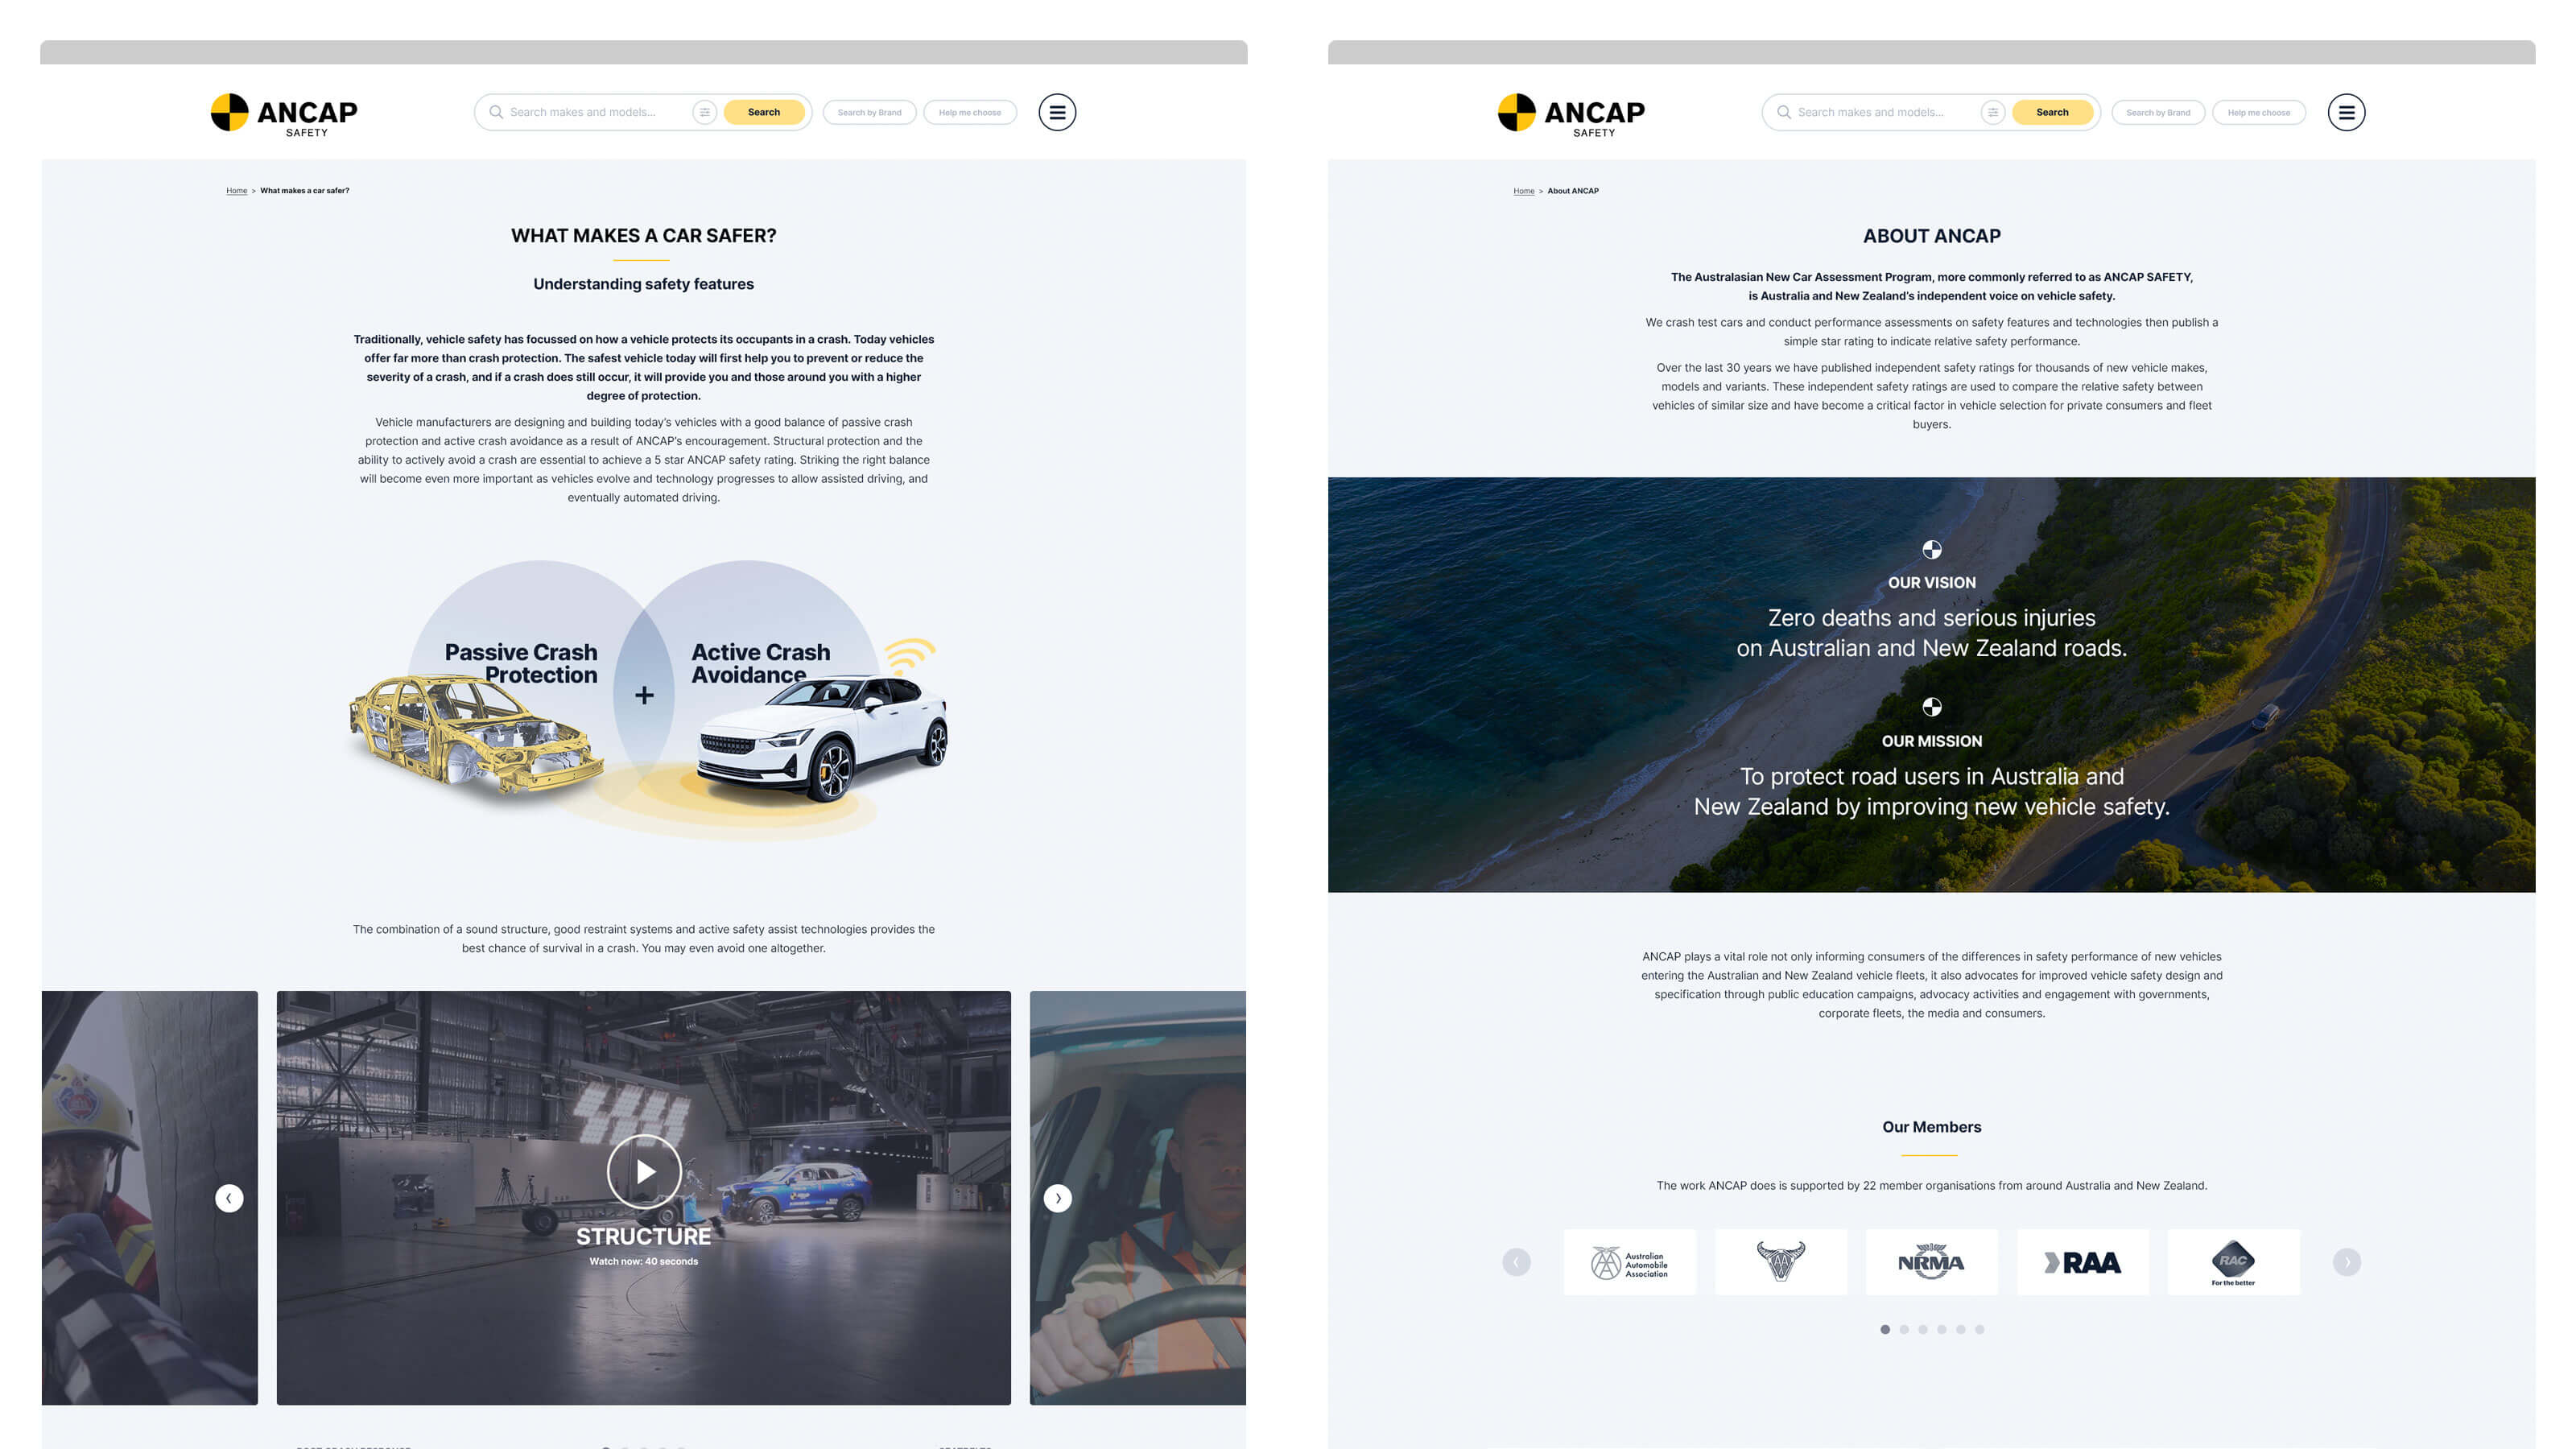 ANCAP
SAFETY
Search makes and models...
Search
Search by Brand
Help me choose
Home > What makes a car safer?
WHAT MAKES A CAR SAFER?
Understanding safety features
Traditionally, vehicle safety has focussed on how a vehicle protects its occupants in a crash. Today vehicles
offer far more than crash protection. The safest vehicle today will first help you to prevent or reduce the
severity of a crash, and if a crash does still occur, it will provide you and those around you with a higher
degree of protection.
Vehicle manufacturers are designing and building today's vehicles with a good balance of passive crash
protection and active crash avoidance as a result of ANCAP's encouragement. Structural protection and the
ability to actively avoid a crash are essential to achieve a 5 star ANCAP safety rating. Striking the right balance
will become even more important as vehicles evolve and technology progresses to allow assisted driving, and
eventually automated driving.
Passive Crash
Protection
+
Active Crash
Avoidance
The combination of a sound structure, good restraint systems and active safety assist technologies provides the
best chance of survival in a crash. You may even avoid one altogether.
STRUCTURE
Watch now: 40 seconds
ANCAP
SAFETY
Search makes and models...
Search
Search by Brand
Help me choose
Home > About ANCAP
ABOUT ANCAP
The Australasian New Car Assessment Program, more commonly referred to as ANCAP SAFETY,
is Australia and New Zealand's independent voice on vehicle safety.
We crash test cars and conduct performance assessments on safety features and technologies then publish a
simple star rating to indicate relative safety performance.
Over the last 30 years we have published independent safety ratings for thousands of new vehicle makes,
models and variants. These independent safety ratings are used to compare the relative safety between
vehicles of similar size and have become a critical factor in vehicle selection for private consumers and fleet
buyers.
OUR VISION
Zero deaths and serious injuries
on Australian and New Zealand roads.
OUR MISSION
To protect road users in Australia and
New Zealand by improving new vehicle safety.
ANCAP plays a vital role not only informing consumers of the differences in safety performance of new vehicles
entering the Australian and New Zealand vehicle fleets, it also advocates for improved vehicle safety design and
specification through public education campaigns, advocacy activities and engagement with governments,
corporate fleets, the media and consumers.
Our Members
The work ANCAP does is supported by 22 member organisations from around Australia and New Zealand.
Australian
Automobile
Association
NRMA
RAA
RAC
For the better